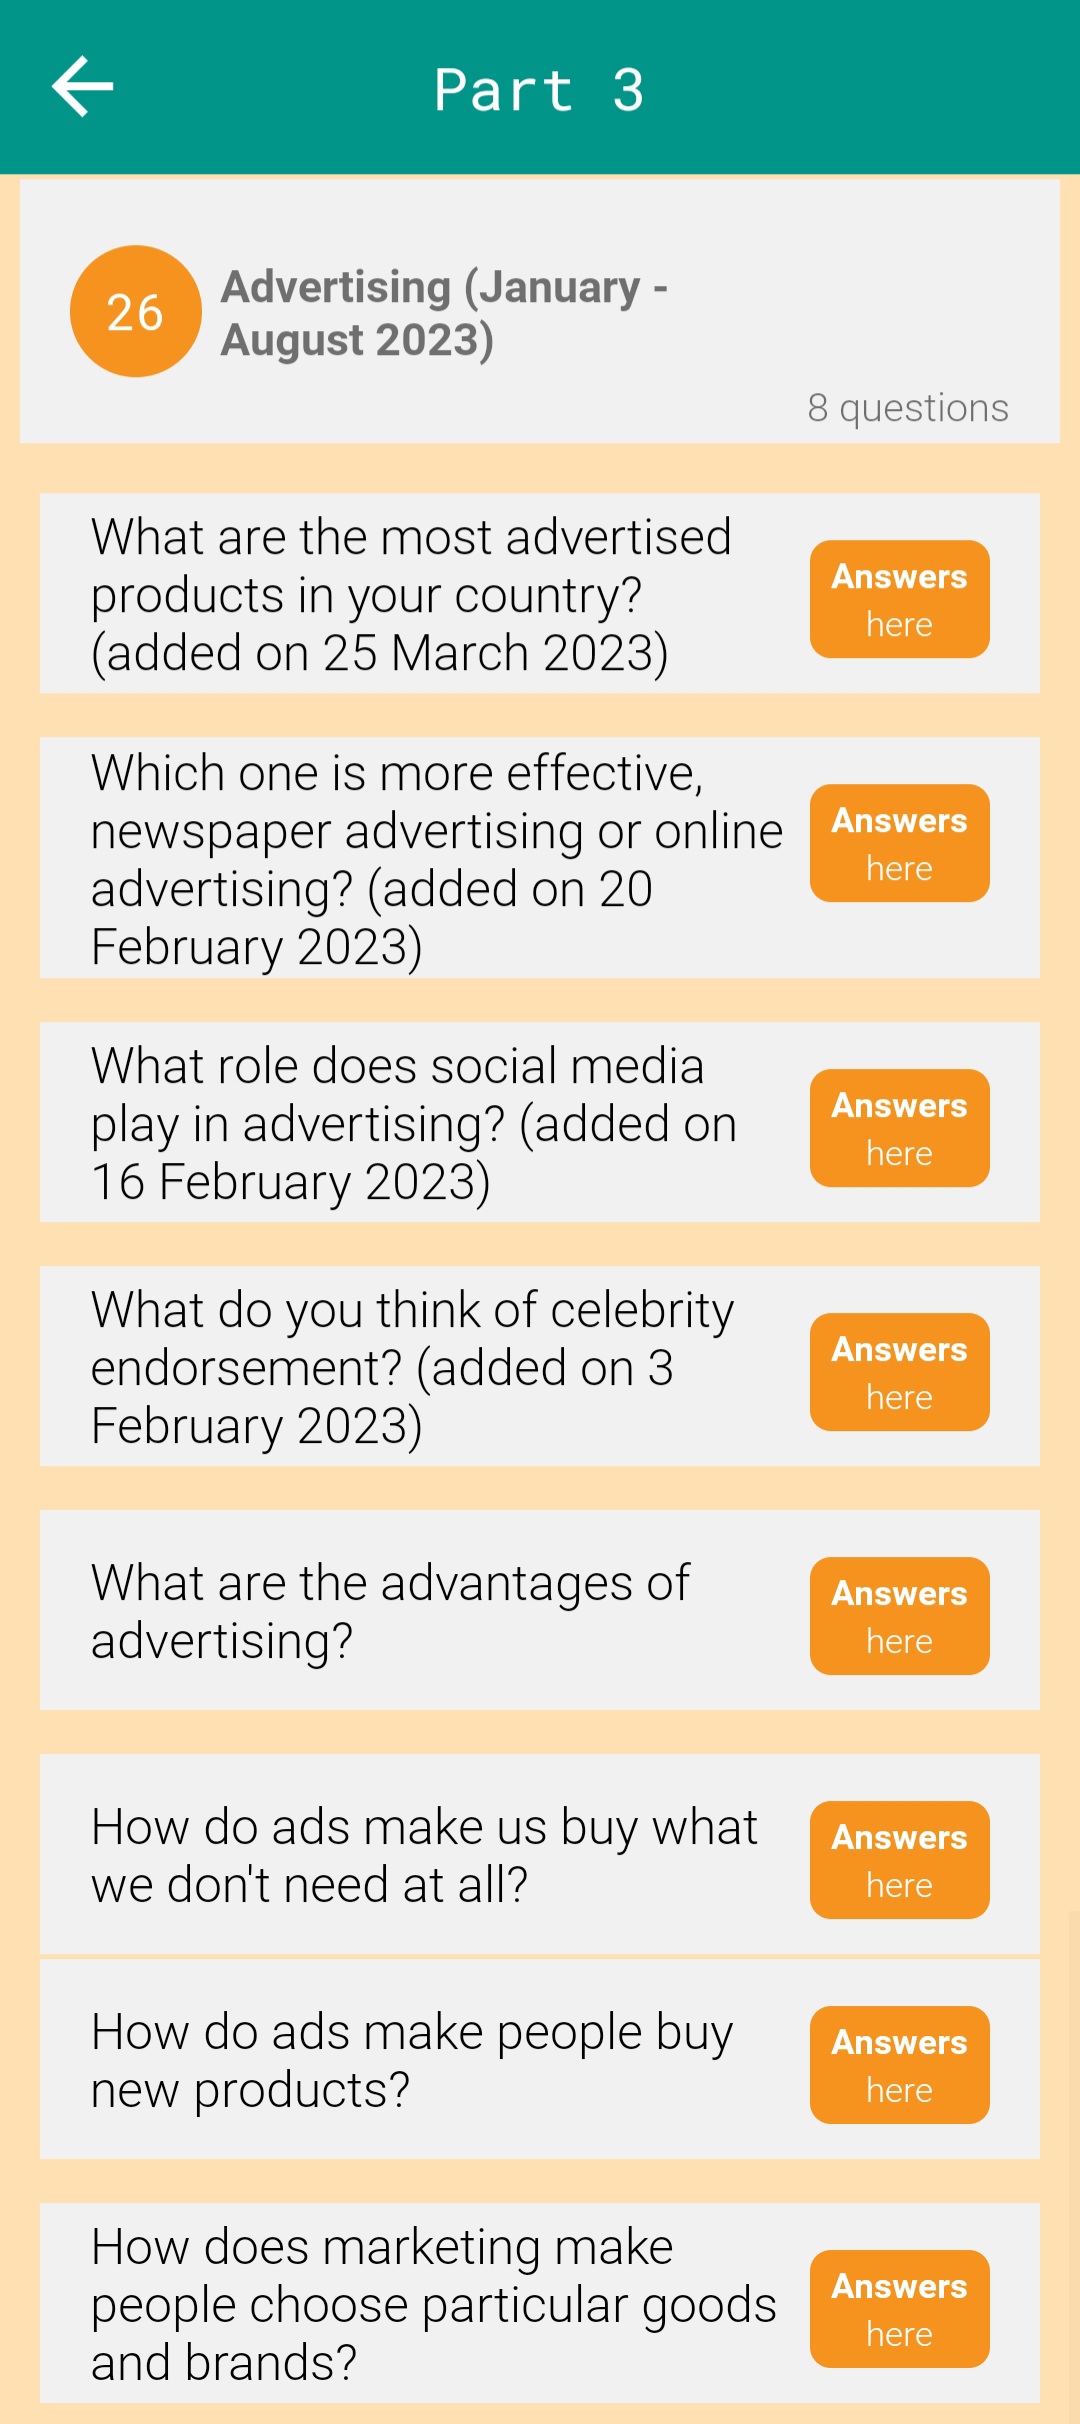 Part 3
26
Advertising (January -
August 2023)
8 questions
What are the most advertised
products in your country?
(added on 25 March 2023)
Answers
here
Which one is more effective,
newspaper advertising or online
advertising? (added on 20
February 2023)
Answers
here
What role does social media
play in advertising? (added on
16 February 2023)
Answers
here
What do you think of celebrity
endorsement? (added on 3
February 2023)
Answers
here
What are the advantages of
advertising?
Answers
here
How do ads make us buy what
we don't need at all?
Answers
here
How do ads make people buy
new products?
Answers
here
How does marketing make
people choose particular goods
and brands?
Answers
here